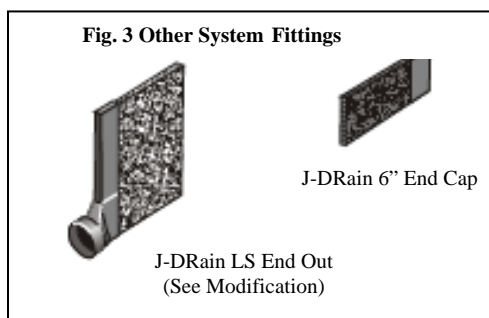 Fig. 3 Other System Fittings
J-DRain 6” End Cap
J-DRain LS End Out
(See Modification)